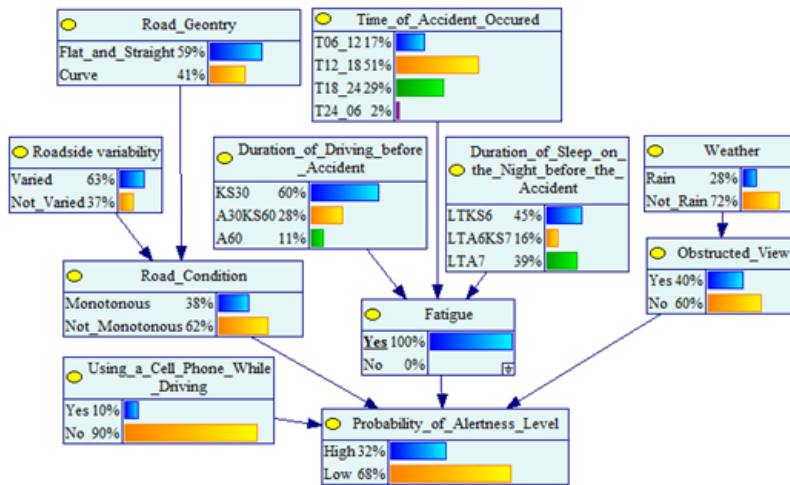 Road_Geontry
Flat_and_Straight 59%
Curve 41%
Time_of_Accident_Occured
T06_12 17%
T12_18 51%
T18_24 29%
T24_06 2%
Roadside variability
Varied 63%
Not_Varied 37%
Duration_of_Driving_before
_Accident
KS30 60%
A30KS60 28%
A60 11%
Duration_of_Sleep_on_
the_Night_before_the_
Accident
LTKS6 45%
LTA6KS7 16%
LTA7 39%
Weather
Rain 28%
Not_Rain 72%
Road_Condition
Monotonous 38%
Not_Monotonous 62%
Fatigue
Yes 100%
No 0%
Obstructed_View
Yes 40%
No 60%
Using_a_Cell_Phone_While
_Driving
Yes 10%
No 90%
Probability_of_Alertness_Level
High 32%
Low 68%